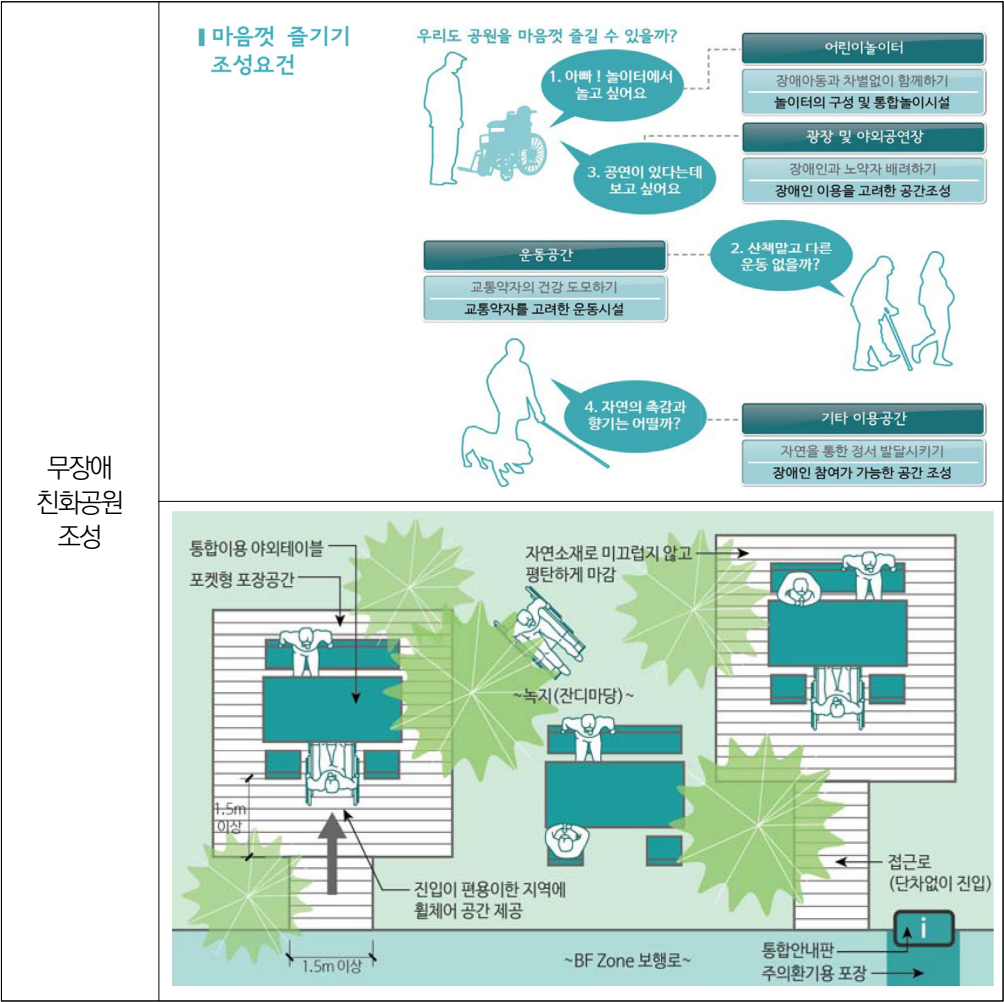 무장애
친화공원
조성
마음껏 즐기기
조성요건
우리도 공원을 마음껏 즐길 수 있을까?
1. 아빠 ! 놀이터에서
놀고 싶어요
어린이놀이터
장애아동과 차별없이 함께하기
놀이터의 구성 및 통합놀이시설
3. 공연이 있다는데
보고 싶어요
광장 및 야외공연장
장애인과 노약자 배려하기
장애인 이용을 고려한 공간조성
운동공간
교통약자의 건강 도모하기
교통약자를 고려한 운동시설
2. 산책말고 다른
운동 없을까?
4. 자연의 촉감과
향기는 어떨까?
기타 이용공간
자연을 통한 정서 발달시키기
장애인 참여가 가능한 공간 조성
통합이용 야외테이블
포켓형 포장공간
자연소재로 미끄럽지 않고
평탄하게 마감
~녹지(잔디마당)~
1.5m
이상
진입이 편용이한 지역에
휠체어 공간 제공
접근로
(단차없이 진입)
i
1.5m 이상
~BF Zone 보행로~
통합안내판
주의환기용 포장